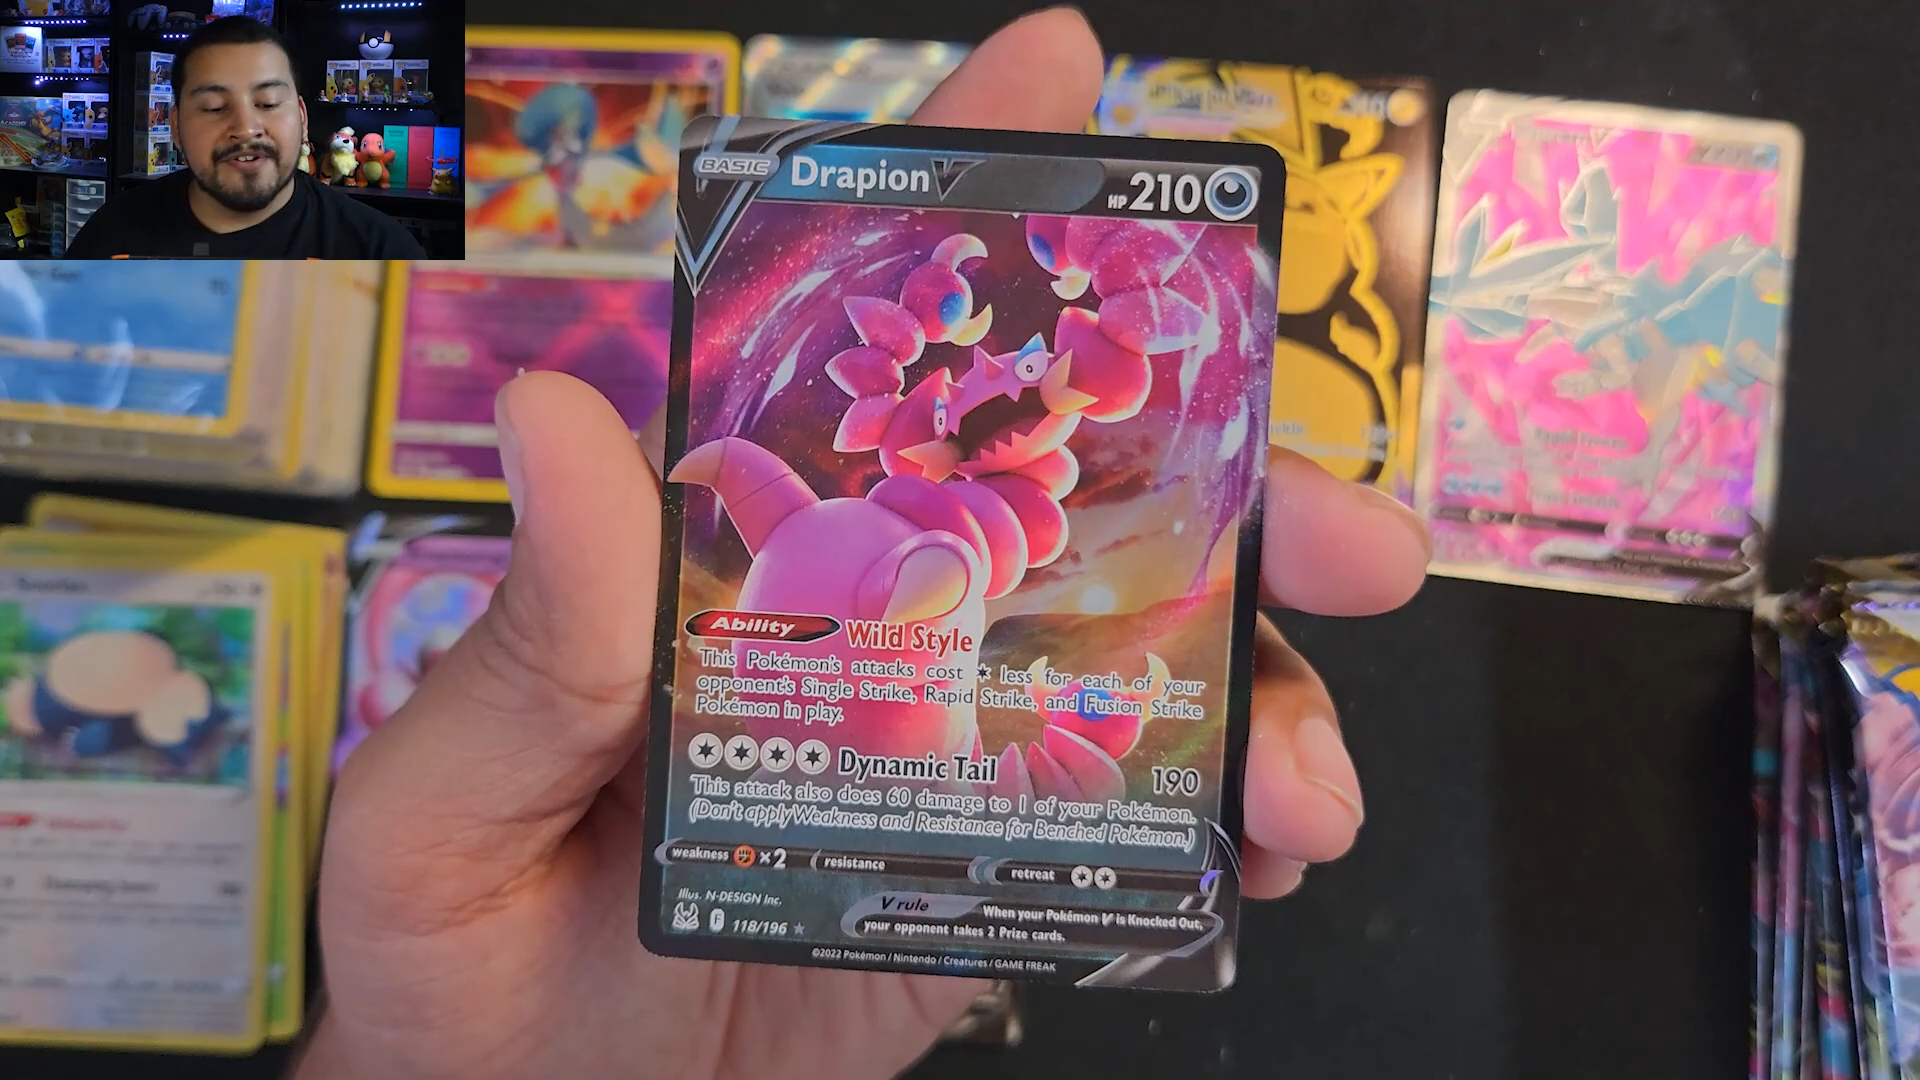 BASIC Drapion V HP 210
Ability Wild Style
This Pokémon's attacks cost less for each of your
opponent's Single Strike, Rapid Strike, and Fusion Strike
Pokémon in play.
Dynamic Tail 190
This attack also does 60 damage to 1 of your Pokémon.
(Don't apply Weakness and Resistance for Benched Pokémon.)
weakness ×2 resistance retreat
Illus. N-DESIGN Inc.
F 118/196
V rule When your Pokémon V is Knocked Out,
your opponent takes 2 Prize cards.
©2022 Pokémon / Nintendo / Creatures / GAME FREAK